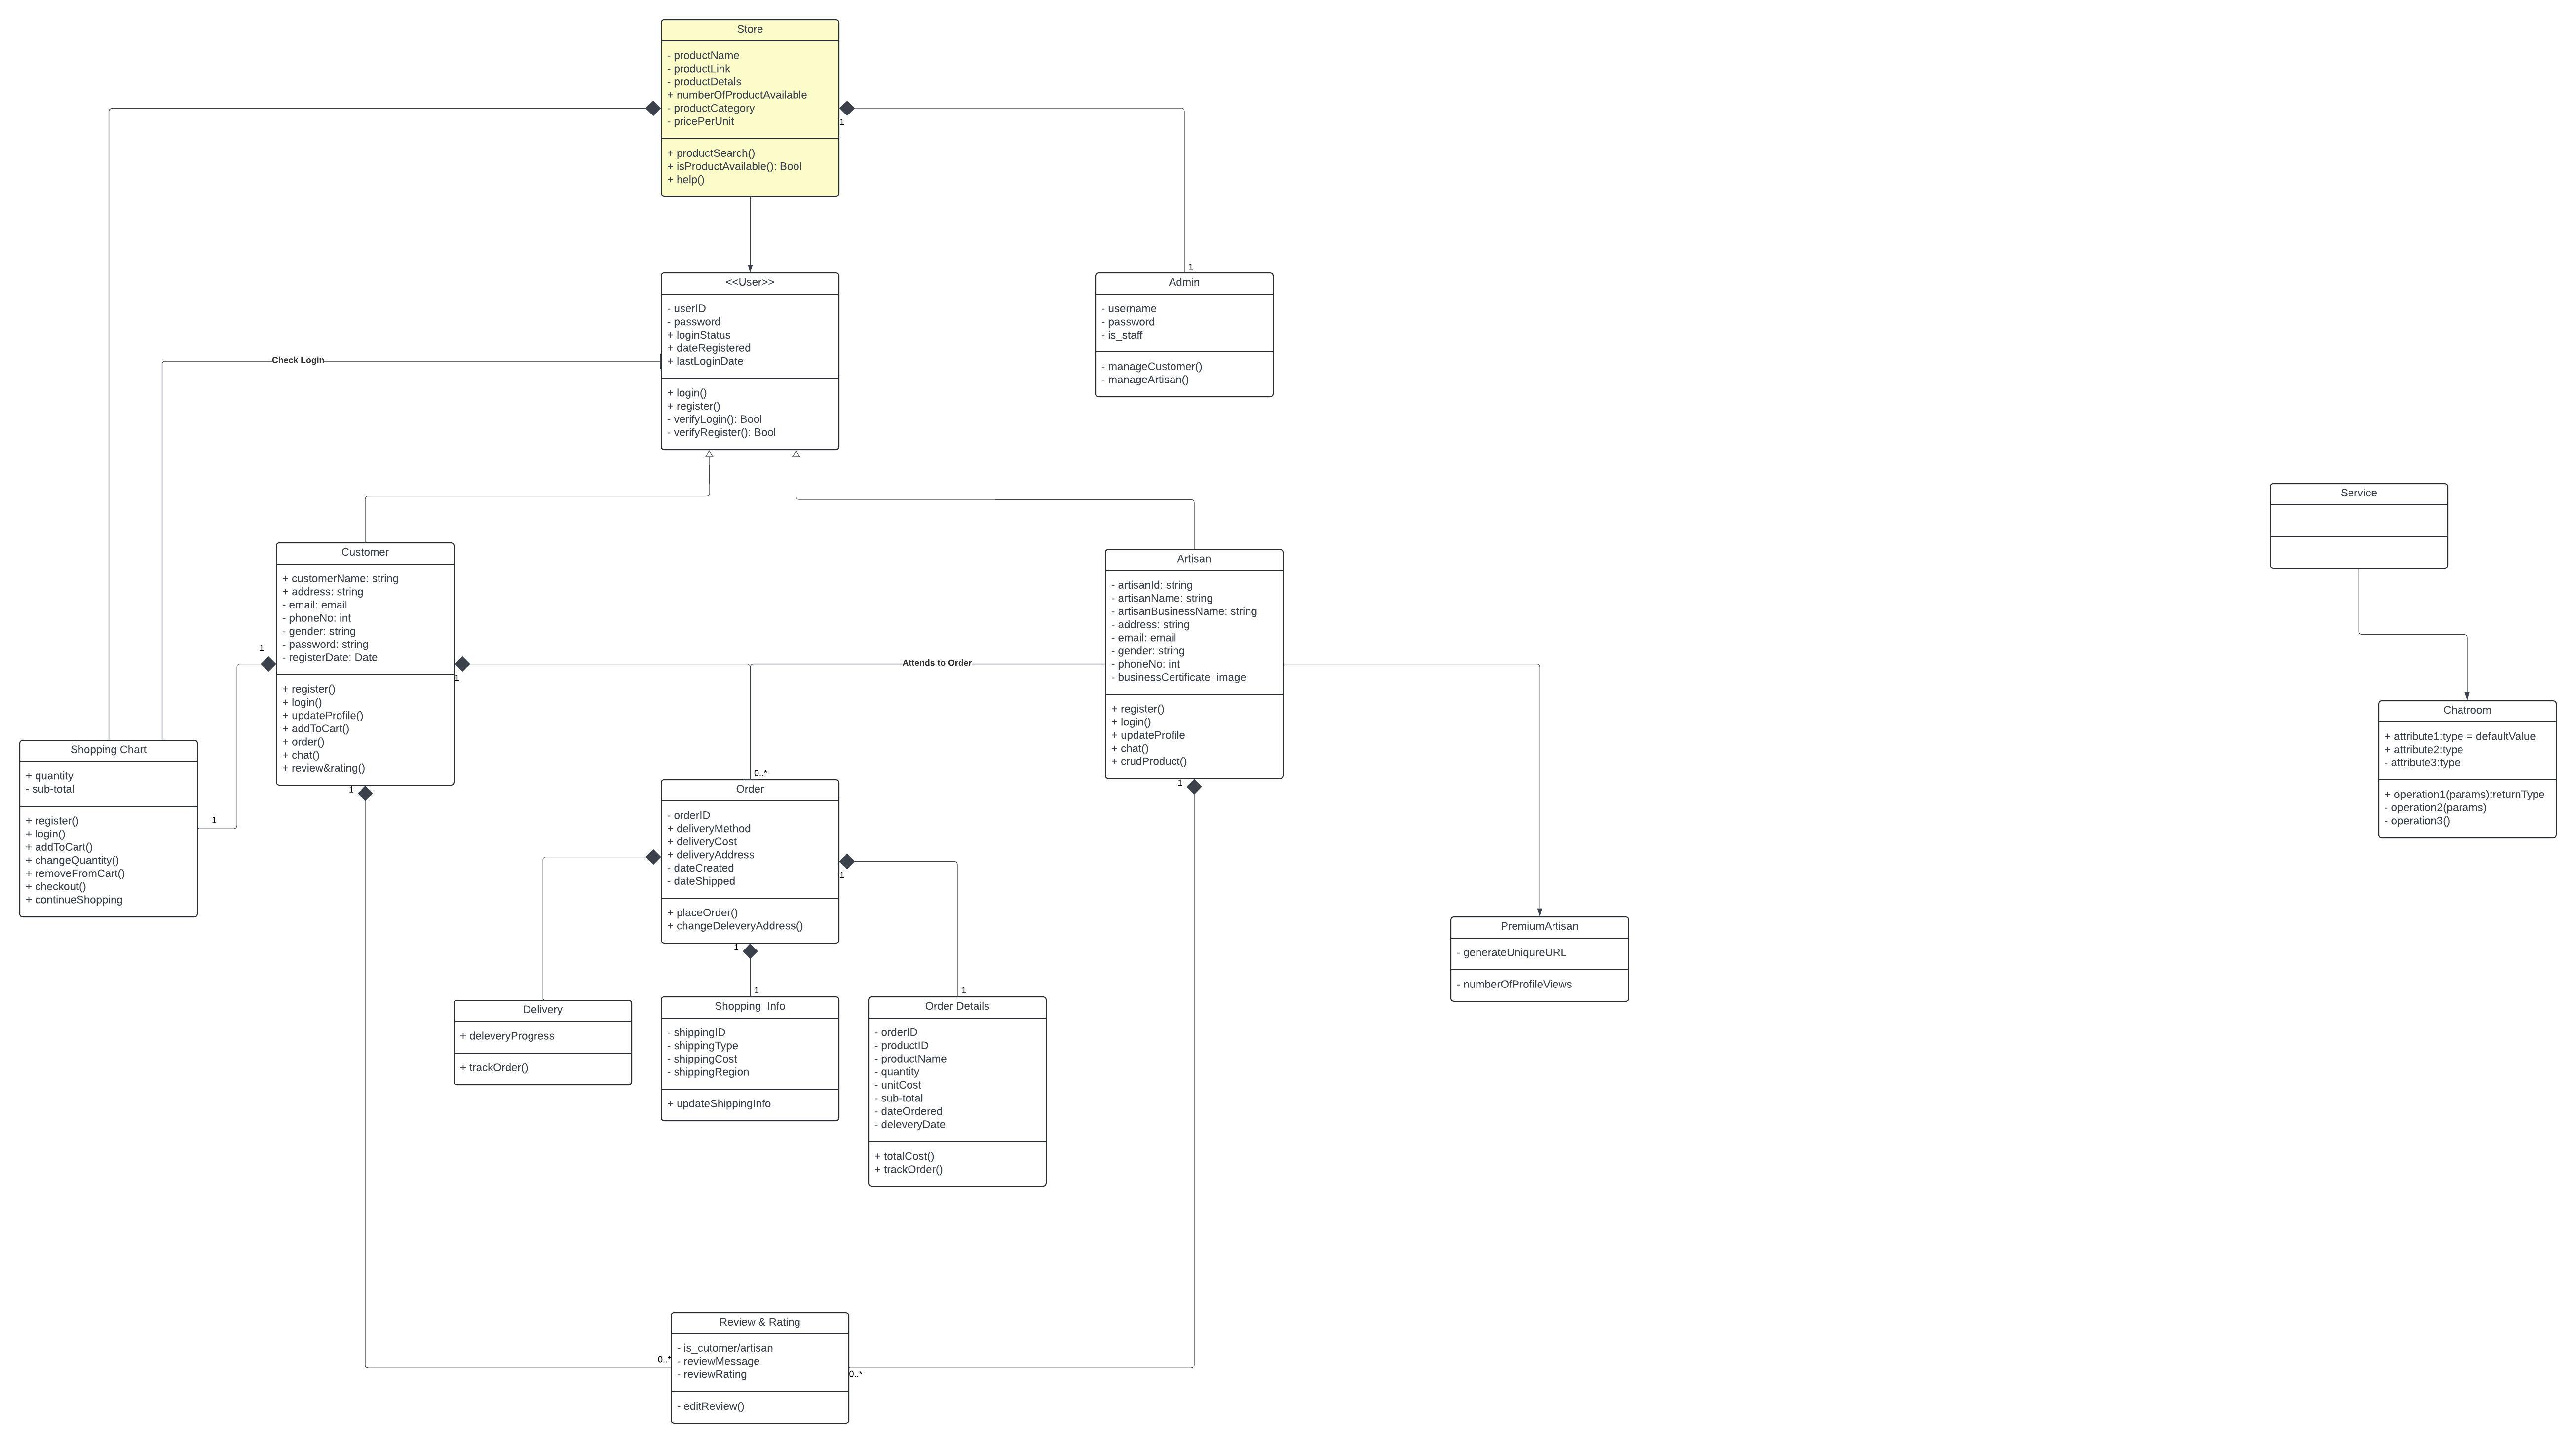 Store
- productName
- productLink
- productDetals
+ numberOfProductAvailable
- productCategory
- pricePerUnit
+ productSearch()
+ isProductAvailable(): Bool
+ help()
1
1
<<User>>
- userID
- password
+ loginStatus
+ dateRegistered
+ lastLoginDate
+ login()
+ register()
- verifyLogin(): Bool
- verifyRegister(): Bool
Admin
- username
- password
- is_staff
- manageCustomer()
- manageArtisan()
Check Login
Customer
+ customerName: string
+ address: string
- email: email
- phoneNo: int
- gender: string
- password: string
- registerDate: Date
+ register()
+ login()
+ updateProfile()
+ addToCart()
+ order()
+ chat()
+ review&rating()
1
1
1
1
Attends to Order
Artisan
- artisanId: string
- artisanName: string
- artisanBusinessName: string
- address: string
- email: email
- gender: string
- phoneNo: int
- businessCertificate: image
+ register()
+ login()
+ updateProfile
+ chat()
+ crudProduct()
1
Service
Chatroom
+ attribute1:type = defaultValue
+ attribute2:type
- attribute3:type
+ operation1(params):returnType
- operation2(params)
- operation3()
Shopping Chart
+ quantity
- sub-total
+ register()
+ login()
+ addToCart()
+ changeQuantity()
+ removeFromCart()
+ checkout()
+ continueShopping
0..*
Order
- orderID
+ deliveryMethod
+ deliveryCost
+ deliveryAddress
- dateCreated
- dateShipped
+ placeOrder()
+ changeDeleveryAddress()
1
1
1
1
PremiumArtisan
- generateUniqureURL
- numberOfProfileViews
Delivery
+ deleveryProgress
+ trackOrder()
Shopping  Info
- shippingID
- shippingType
- shippingCost
- shippingRegion
+ updateShippingInfo
Order Details
- orderID
- productID
- productName
- quantity
- unitCost
- sub-total
- dateOrdered
- deleveryDate
+ totalCost()
+ trackOrder()
Review & Rating
- is_cutomer/artisan
- reviewMessage
- reviewRating
- editReview()
0..*
0..*